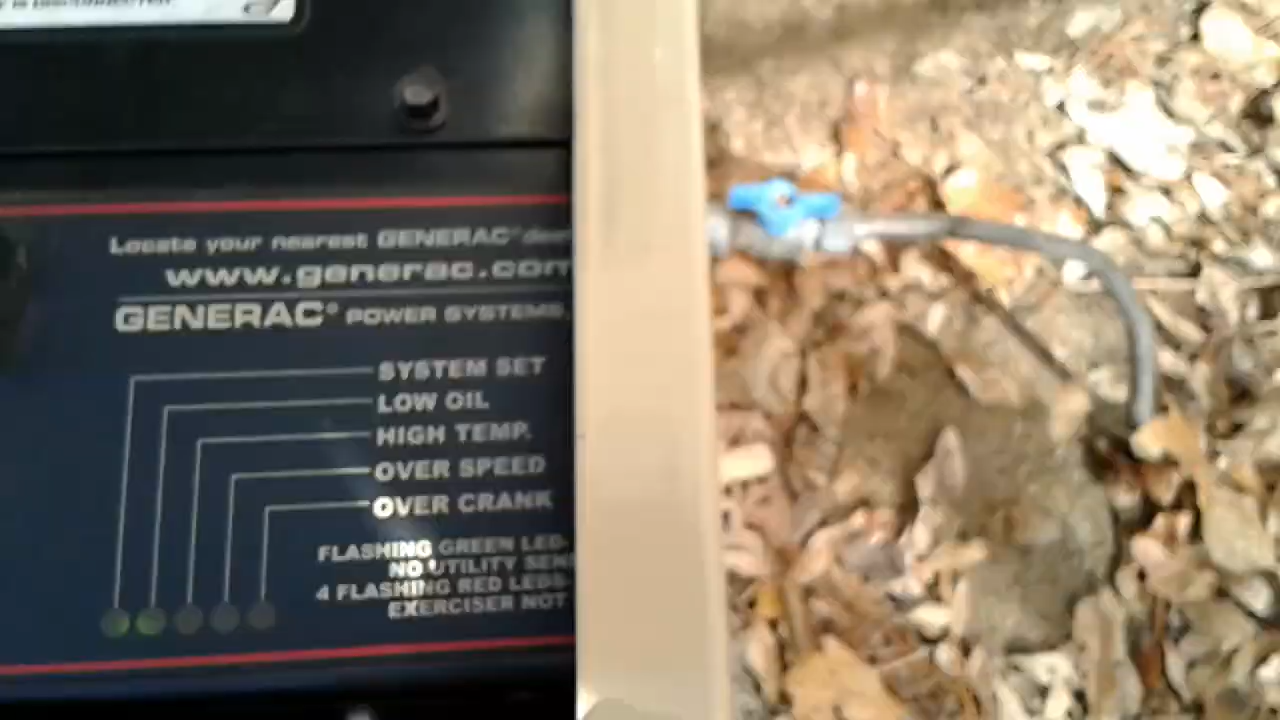 Locate your nearest GENERAC®
www.generac.com
GENERAC® POWER SYSTEMS,
SYSTEM SET
LOW OIL
HIGH TEMP.
OVER SPEED
OVER CRANK
FLASHING GREEN LED-
NO UTILITY
4 FLASHING RED LEDS-
EXERCISER NOT